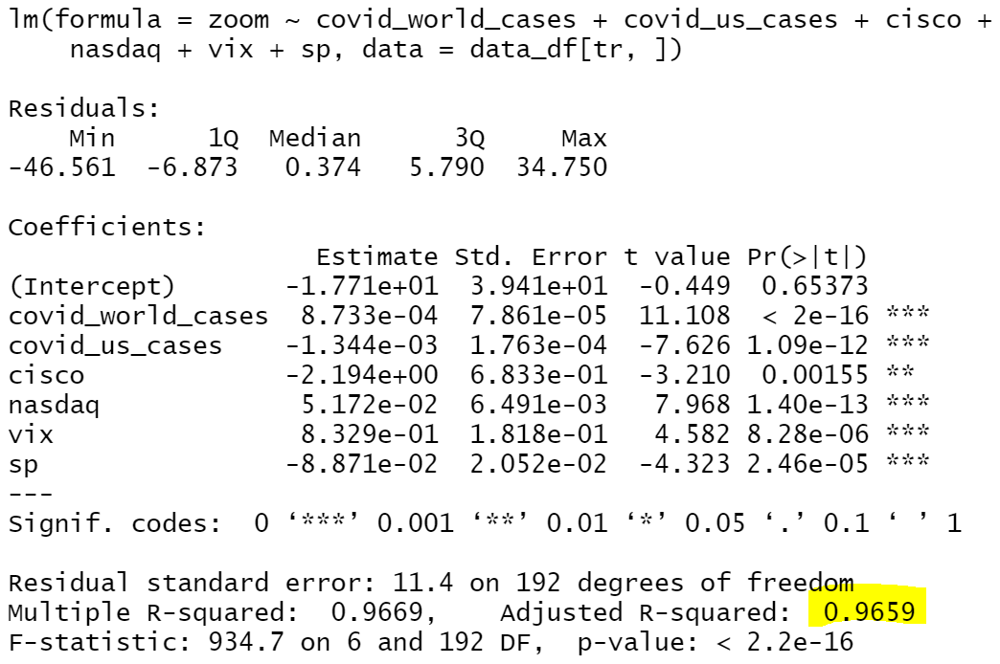 lm(formula = zoom ~ covid_world_cases + covid_us_cases + cisco +
    nasdaq + vix + sp, data = data_df[tr, ])
Residuals:
    Min      1Q  Median      3Q     Max
-46.561  -6.873   0.374   5.790  34.750
Coefficients:
                    Estimate Std. Error t value Pr(>|t|)
(Intercept)       -1.771e+01  3.941e+01  -0.449  0.65373
covid_world_cases  8.733e-04  7.861e-05  11.108  < 2e-16 ***
covid_us_cases    -1.344e-03  1.763e-04  -7.626 1.09e-12 ***
cisco             -2.194e+00  6.833e-01  -3.210  0.00155 **
nasdaq             5.172e-02  6.491e-03   7.968 1.40e-13 ***
vix                8.329e-01  1.818e-01   4.582 8.28e-06 ***
sp                -8.871e-02  2.052e-02  -4.323 2.46e-05 ***
---
Signif. codes:  0 ‘***’ 0.001 ‘**’ 0.01 ‘*’ 0.05 ‘.’ 0.1 ‘ ’ 1
Residual standard error: 11.4 on 192 degrees of freedom
Multiple R-squared:  0.9669,    Adjusted R-squared:  0.9659
F-statistic: 934.7 on 6 and 192 DF,  p-value: < 2.2e-16